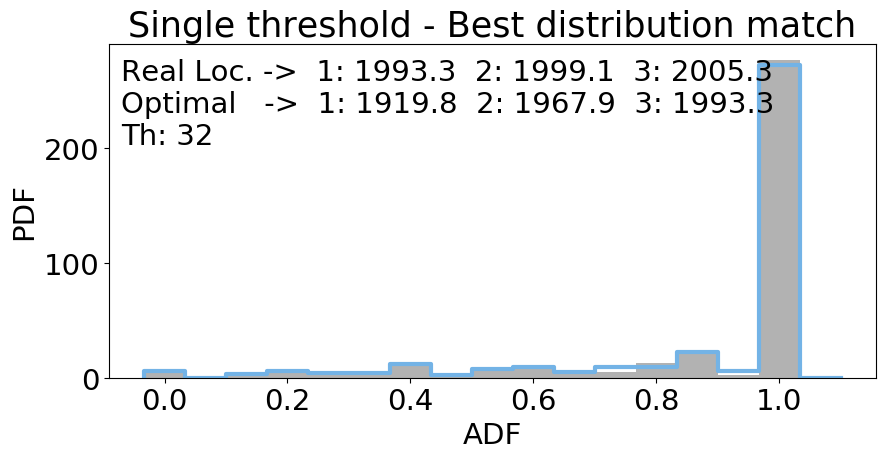 Single threshold - Best distribution match
Real Loc. -> 1: 1993.3 2: 1999.1 3: 2005.3
Optimal -> 1: 1919.8 2: 1967.9 3: 1993.3
Th: 32
PDF
200
100
0
0.0 0.2 0.4 0.6 0.8 1.0
ADF